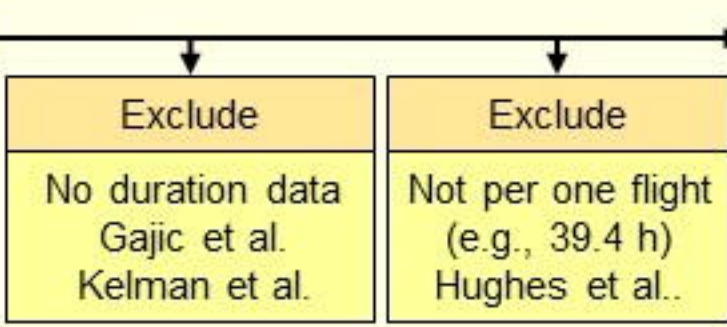 Exclude
No duration data
Gajic et al.
Kelman et al.
Exclude
Not per one flight
(e.g., 39.4 h)
Hughes et al..